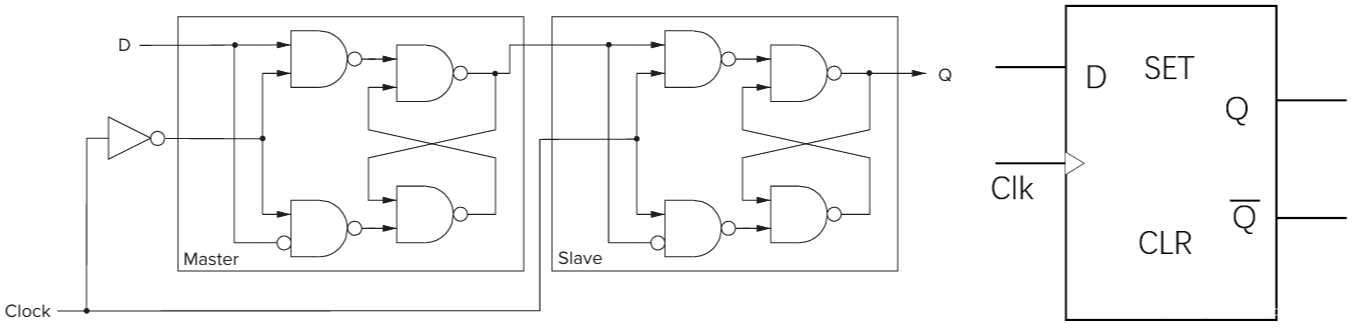 D
Master
Clock
Slave
Q
D
SET
Q
Clk
Q̅
CLR